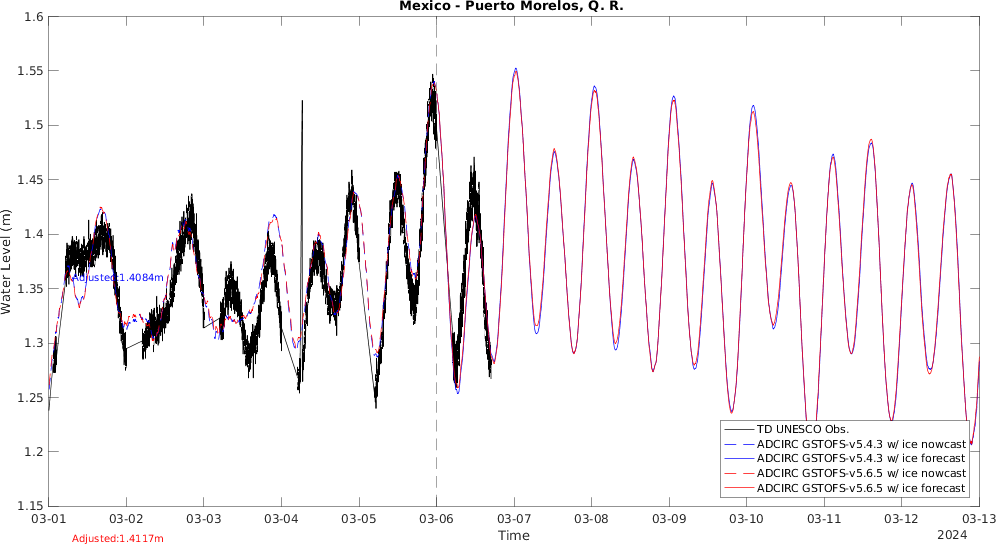 Mexico - Puerto Morelos, Q. R.
1.6
1.55
1.5
1.45
1.4
1.35
1.3
1.25
1.2
1.15
Water Level (m)
Adjusted:1.4084m
TD UNESCO Obs.
ADCIRC GSTOFS-v5.4.3 w/ ice nowcast
ADCIRC GSTOFS-v5.4.3 w/ ice forecast
ADCIRC GSTOFS-v5.6.5 w/ ice nowcast
ADCIRC GSTOFS-v5.6.5 w/ ice forecast
03-01 03-02 03-03 03-04 03-05 03-06 03-07 03-08 03-09 03-10 03-11 03-12 03-13
Time
2024
Adjusted:1.4117m